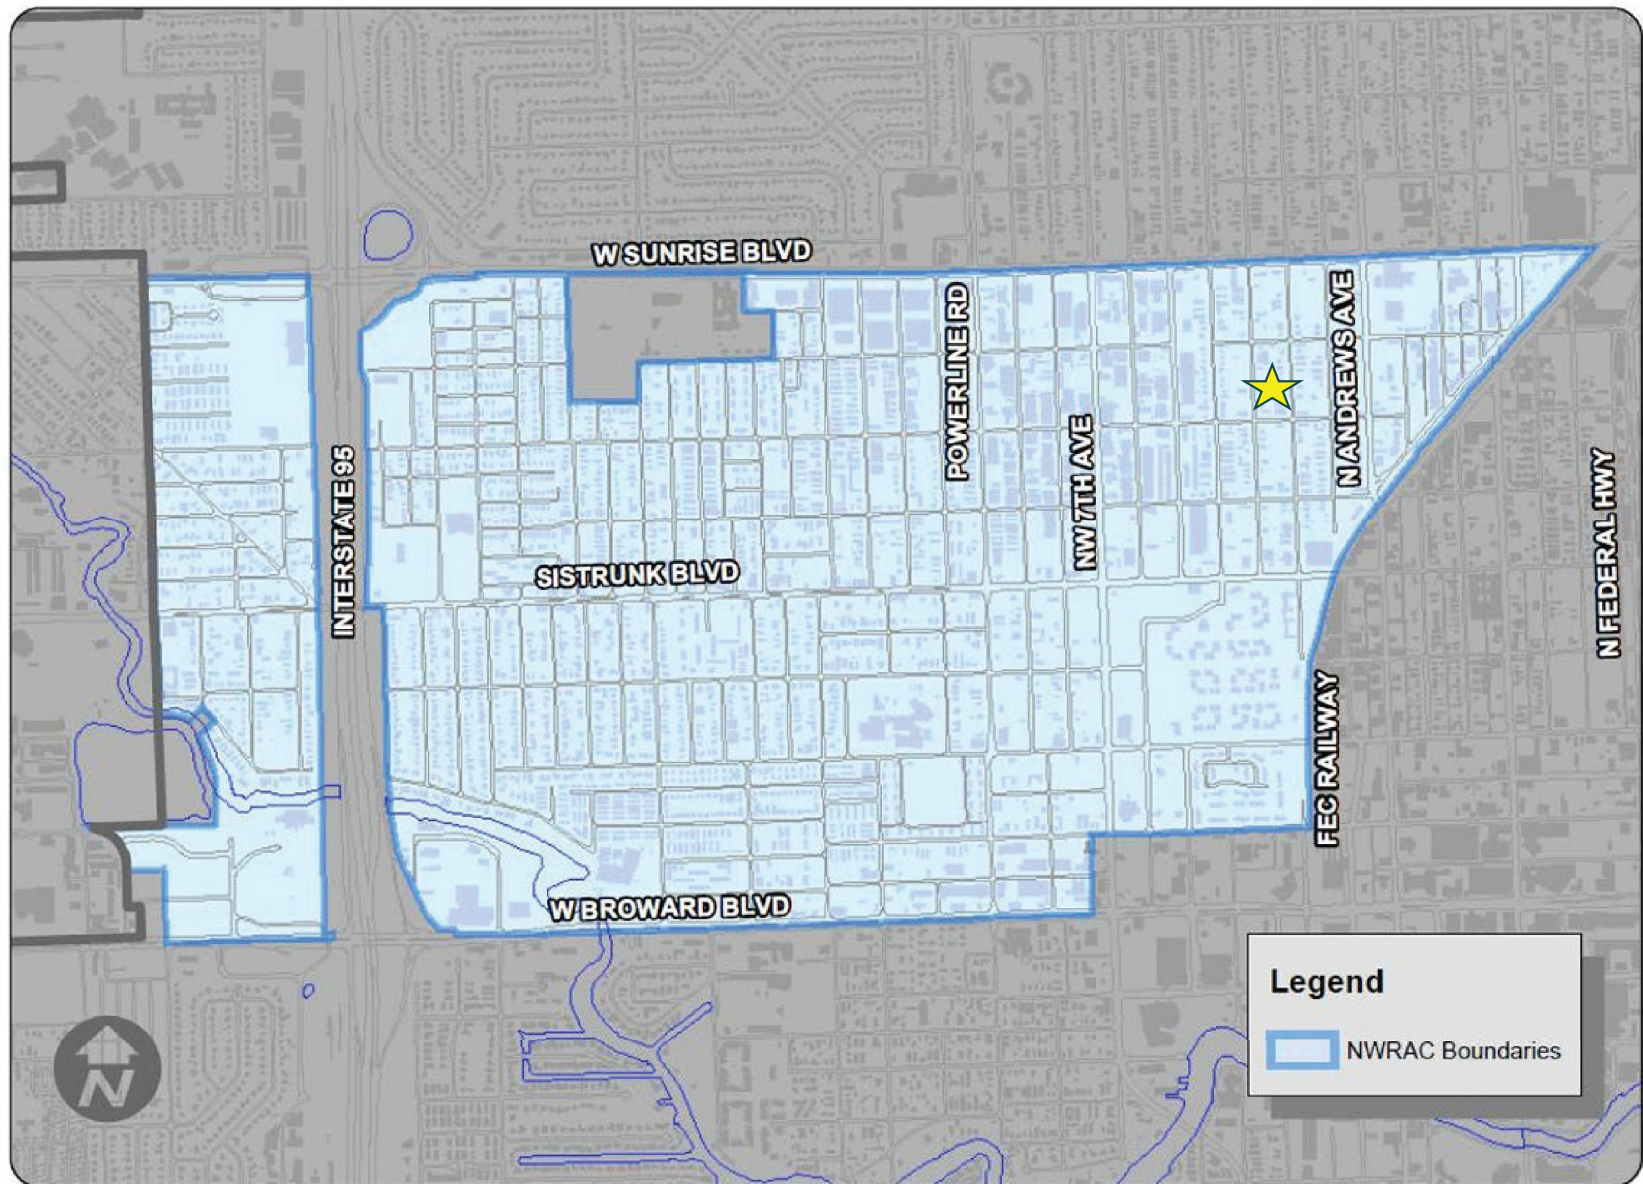 W SUNRISE BLVD
POWERLINE RD
N ANDREWS AVE
NW 7TH AVE
INTERSTATE 95
N FEDERAL HWY
SISTRUNK BLVD
FEC RAILWAY
W BROWARD BLVD
Legend
NWRAC Boundaries
N